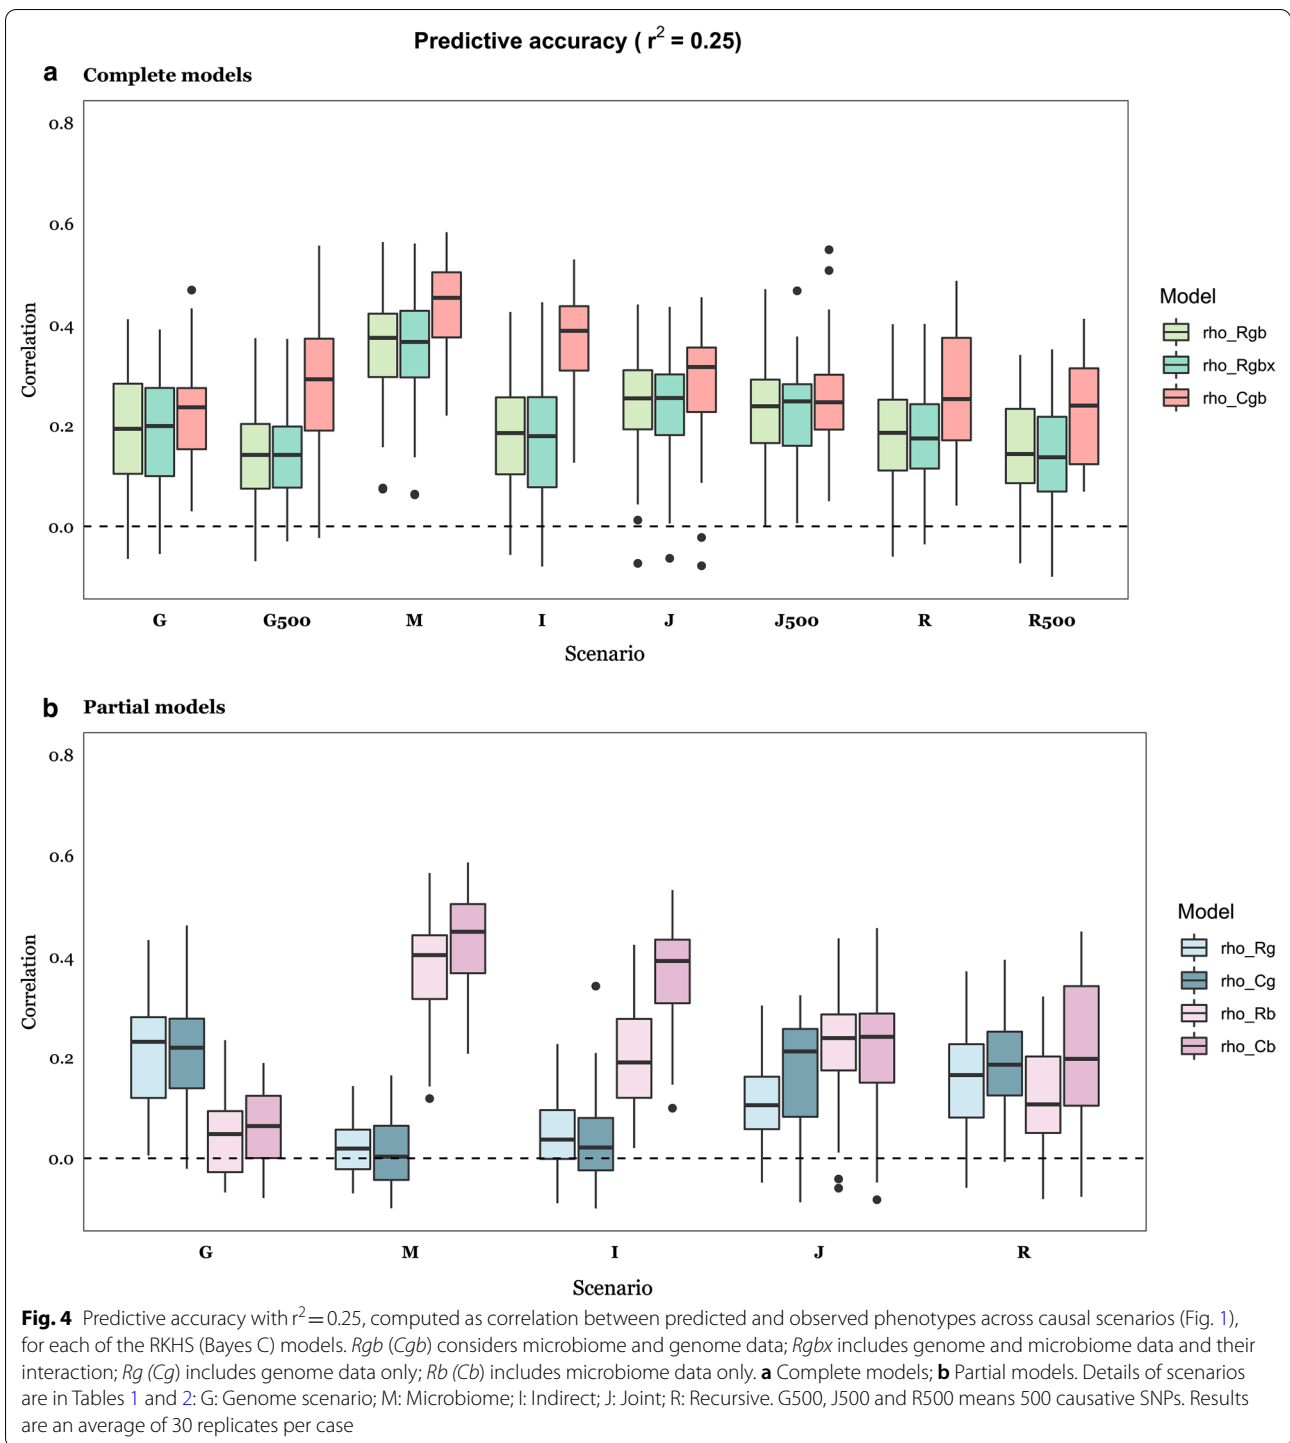 Predictive accuracy ( r² = 0.25)
a Complete models
0.8
0.6
0.4
0.2
0.0
Correlation
G G500 M I J J500 R R500
Scenario
Model
rho_Rgb
rho_Rgbx
rho_Cgb
b Partial models
0.8
0.6
0.4
0.2
0.0
Correlation
G M I J R
Scenario
Model
rho_Rg
rho_Cg
rho_Rb
rho_Cb
Fig. 4 Predictive accuracy with r² = 0.25, computed as correlation between predicted and observed phenotypes across causal scenarios (Fig. 1),
for each of the RKHS (Bayes C) models. Rgb (Cgb) considers microbiome and genome data; Rgbx includes genome and microbiome data and their
interaction; Rg (Cg) includes genome data only; Rb (Cb) includes microbiome data only. a Complete models; b Partial models. Details of scenarios
are in Tables 1 and 2: G: Genome scenario; M: Microbiome; I: Indirect; J: Joint; R: Recursive. G500, J500 and R500 means 500 causative SNPs. Results
are an average of 30 replicates per case